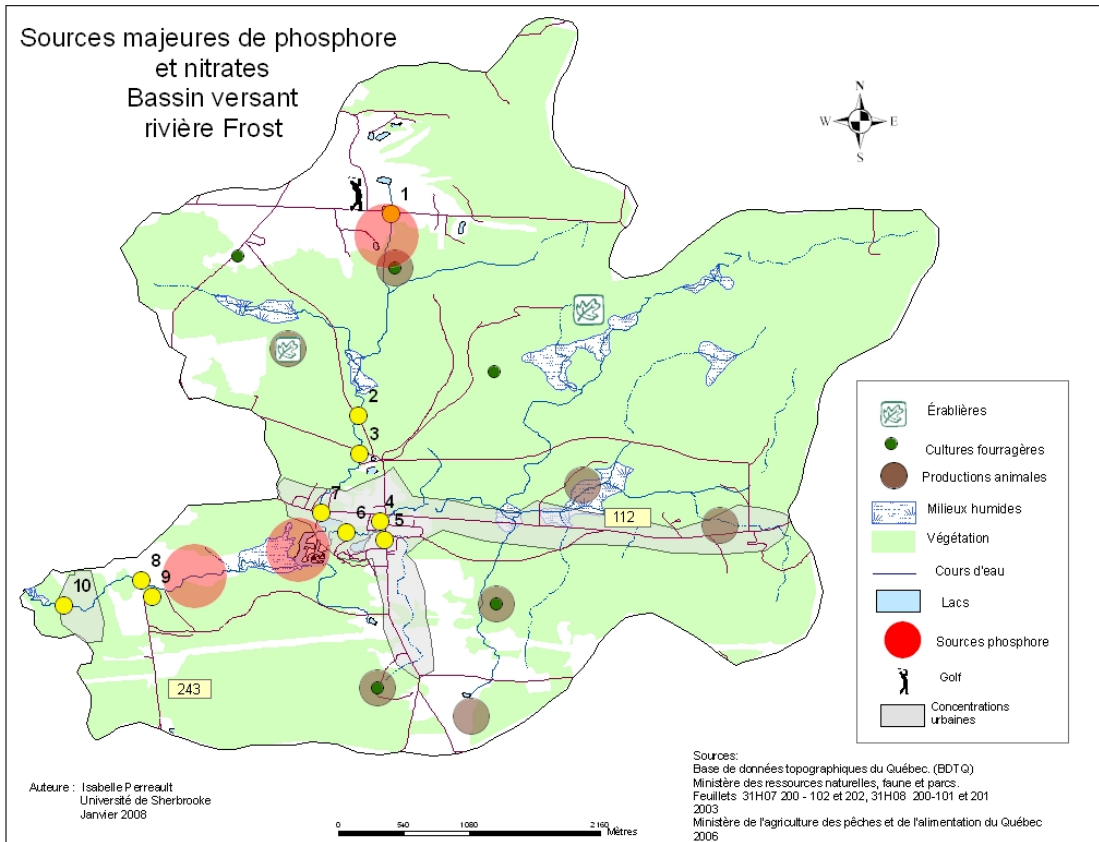 Sources majeures de phosphore
et nitrates
Bassin versant
rivière Frost
N
W
E
S
1
2
3
7
4
6
5
112
8
9
10
243
Érablières
Cultures fourragères
Productions animales
Milieux humides
Végétation
Cours d'eau
Lacs
Sources phosphore
Golf
Concentrations
urbaines
Auteure : Isabelle Perreault
Université de Sherbrooke
Janvier 2008
0 540 1080 2 160
Mètres
Sources:
Base de données topographiques du Québec. (BDTQ)
Ministère des ressources naturelles, faune et parcs.
Feuillets 31H07 200 - 102 et 202, 31H08 200-101 et 201
2003
Ministère de l'agriculture des pêches et de l'alimentation du Québec
2006